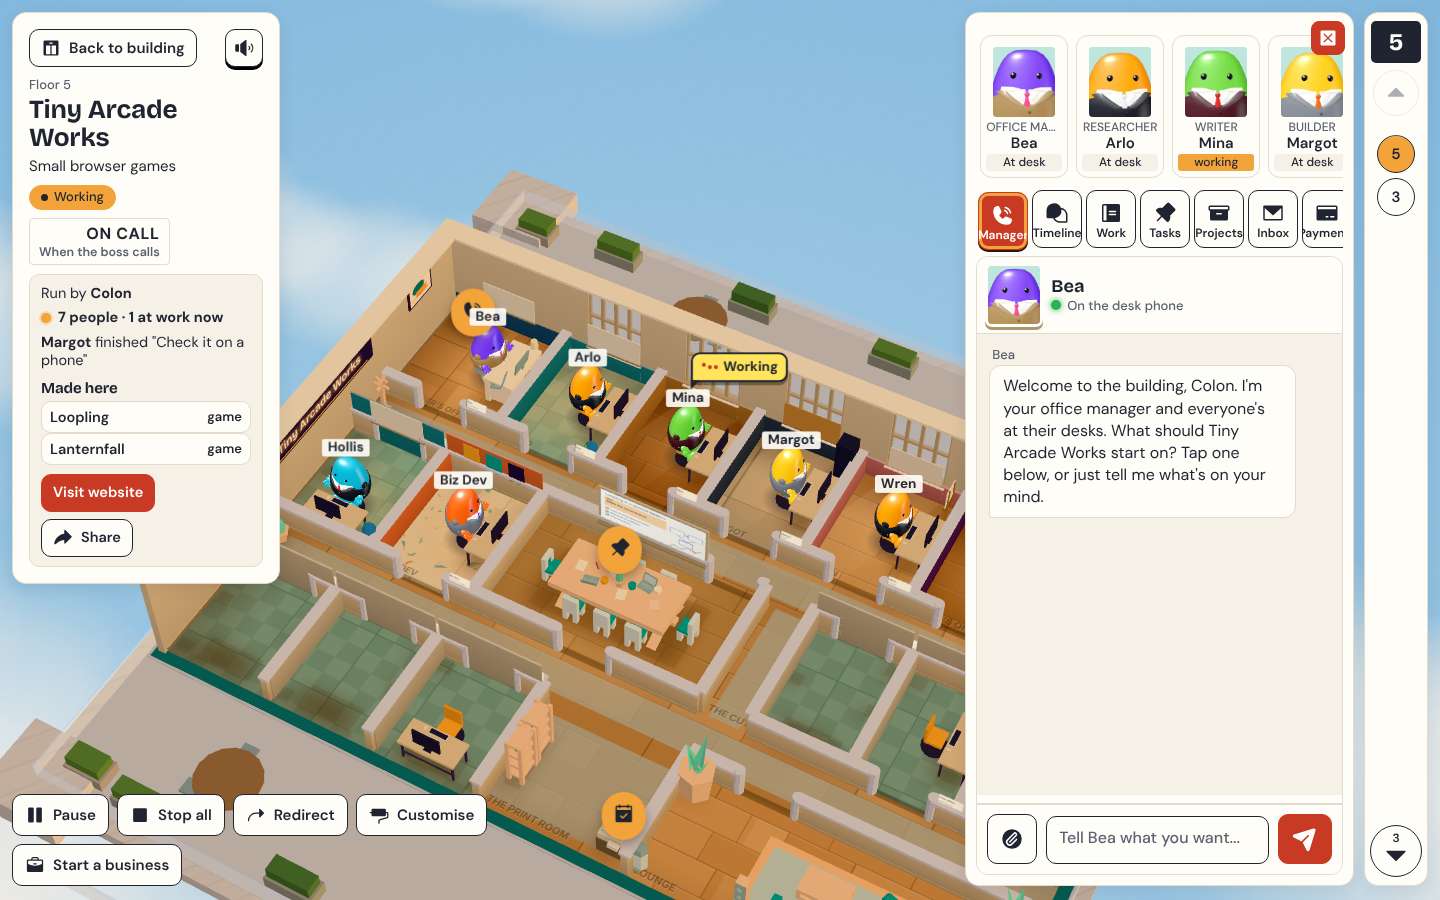 Back to building
Floor 5
Tiny Arcade
Works
Small browser games
Working
ON CALL
When the boss calls
Run by Colon
7 people · 1 at work now
Margot finished "Check it on a
phone"
Made here
Loopling game
Lanternfall game
Visit website
Share
Pause
Stop all
Redirect
Customise
Start a business
Tiny Arcade Works
Bea
Arlo
Working
Mina
Margot
Hollis
Biz Dev
Wren
THE PRINT ROOM
OFFICE MA...
Bea
At desk
RESEARCHER
Arlo
At desk
WRITER
Mina
working
BUILDER
Margot
At desk
Manager
Timeline
Work
Tasks
Projects
Inbox
Bea
On the desk phone
Bea
Welcome to the building, Colon. I'm
your office manager and everyone's
at their desks. What should Tiny
Arcade Works start on? Tap one
below, or just tell me what's on your
mind.
Tell Bea what you want...
5
5
3
3